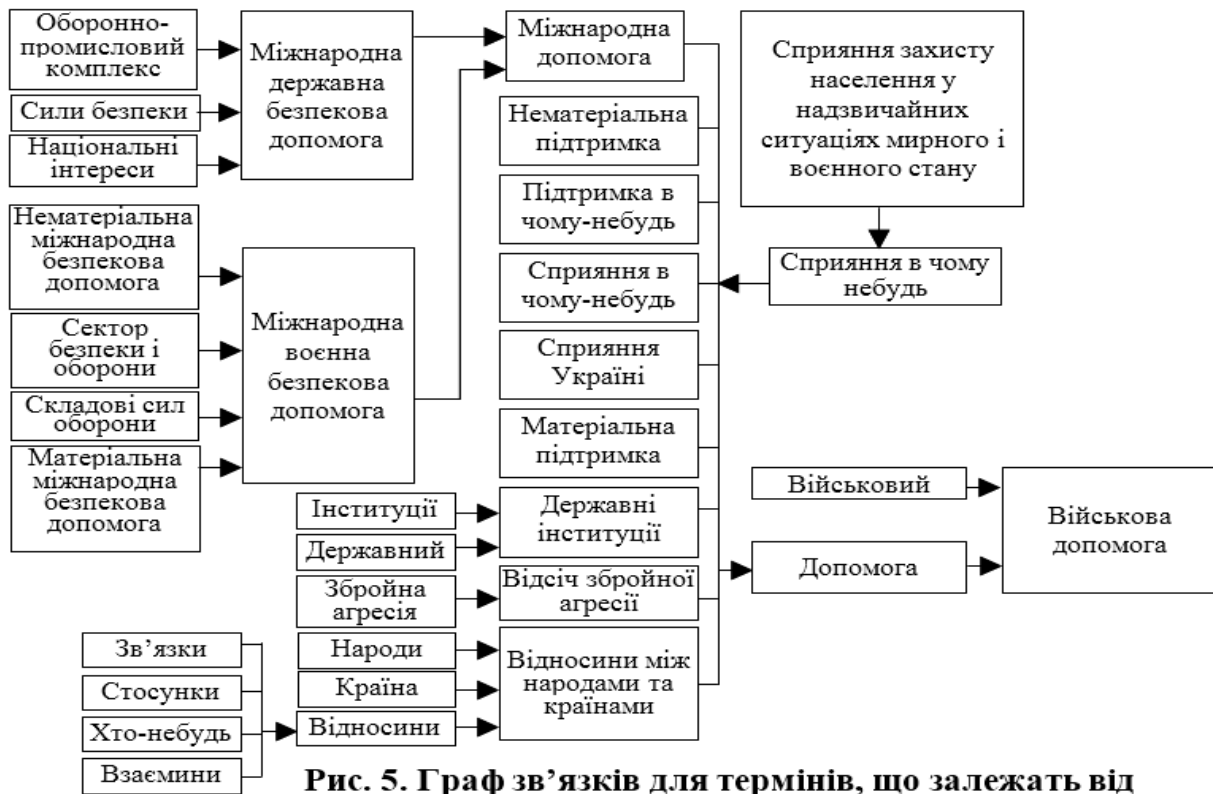 Оборонно-
промисловий
комплекс
Сили безпеки
Національні
інтереси
Міжнародна
державна
безпекова
допомога
Нематеріальна
міжнародна
безпекова
допомога
Сектор
безпеки і
оборони
Складові сил
оборони
Матеріальна
міжнародна
безпекова
допомога
Міжнародна
воєнна
безпекова
допомога
Міжнародна
допомога
Нематеріальна
підтримка
Підтримка в
чому-небудь
Сприяння в
чому-небудь
Сприяння
Україні
Матеріальна
підтримка
Сприяння захисту
населення у
надзвичайних
ситуаціях мирного і
воєнного стану
Сприяння в чому
небудь
Інституції
Державний
Державні
інституції
Збройна
агресія
Відсіч збройної
агресії
Народи
Країна
Відносини
Відносини між
народами та
країнами
Зв’язки
Стосунки
Хто-небудь
Взаємини
Військовий
Допомога
Військова
допомога
Рис. 5. Граф зв’язків для термінів, що залежать від